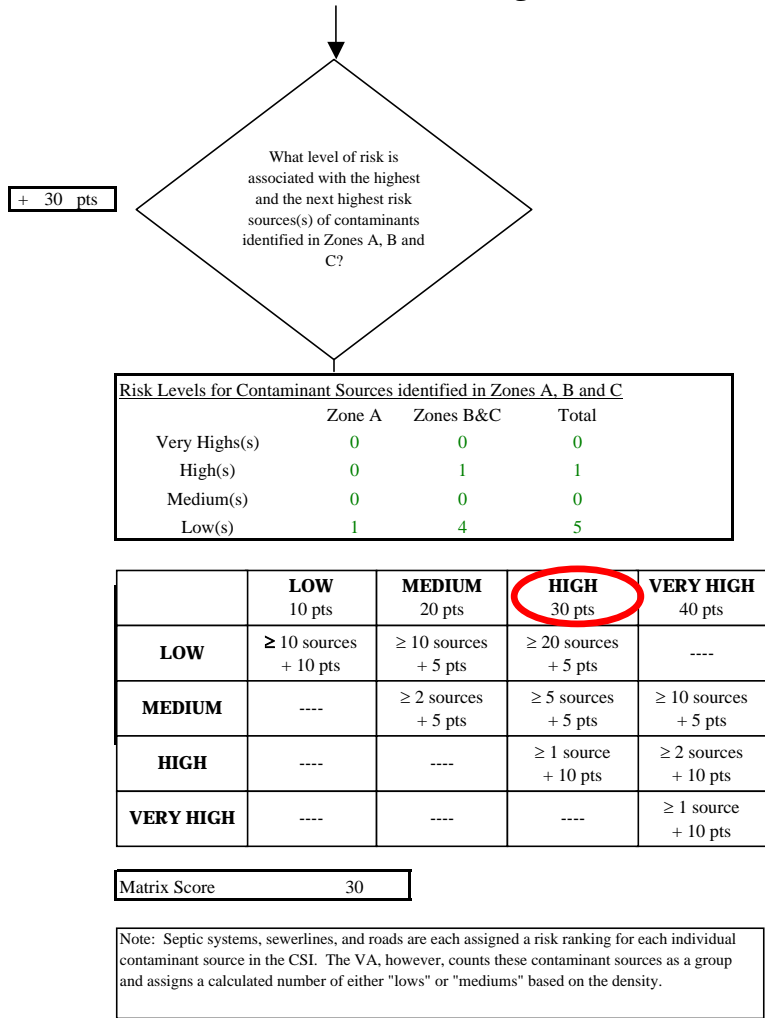 What level of risk is
associated with the highest
and the next highest risk
sources(s) of contaminants
identified in Zones A, B and
C?
+ 30 pts
Risk Levels for Contaminant Sources identified in Zones A, B and C
Zone A Zones B&C Total
Very Highs(s) 0 0 0
High(s) 0 1 1
Medium(s) 0 0 0
Low(s) 1 4 5
LOW MEDIUM HIGH VERY HIGH
10 pts 20 pts 30 pts 40 pts
LOW ≥ 10 sources ≥ 10 sources ≥ 20 sources ----
+ 10 pts + 5 pts + 5 pts
MEDIUM ---- ≥ 2 sources ≥ 5 sources ≥ 10 sources
+ 5 pts + 5 pts + 5 pts
HIGH ---- ---- ≥ 1 source ≥ 2 sources
+ 10 pts + 10 pts
VERY HIGH ---- ---- ---- ≥ 1 source
+ 10 pts
Matrix Score 30
Note: Septic systems, sewerlines, and roads are each assigned a risk ranking for each individual
contaminant source in the CSI. The VA, however, counts these contaminant sources as a group
and assigns a calculated number of either "lows" or "mediums" based on the density.